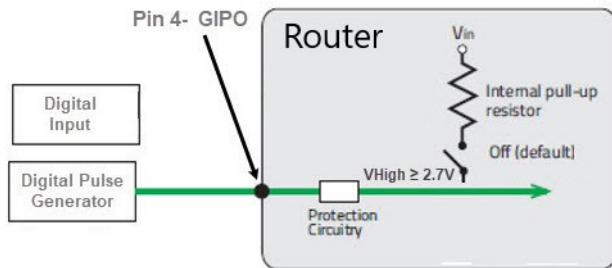 Pin 4- GIPO
Router
Vin
Internal pull-up
resistor
Off (default)
Digital
Input
Digital Pulse
Generator
VHigh ≥ 2.7V
Protection
Circuitry